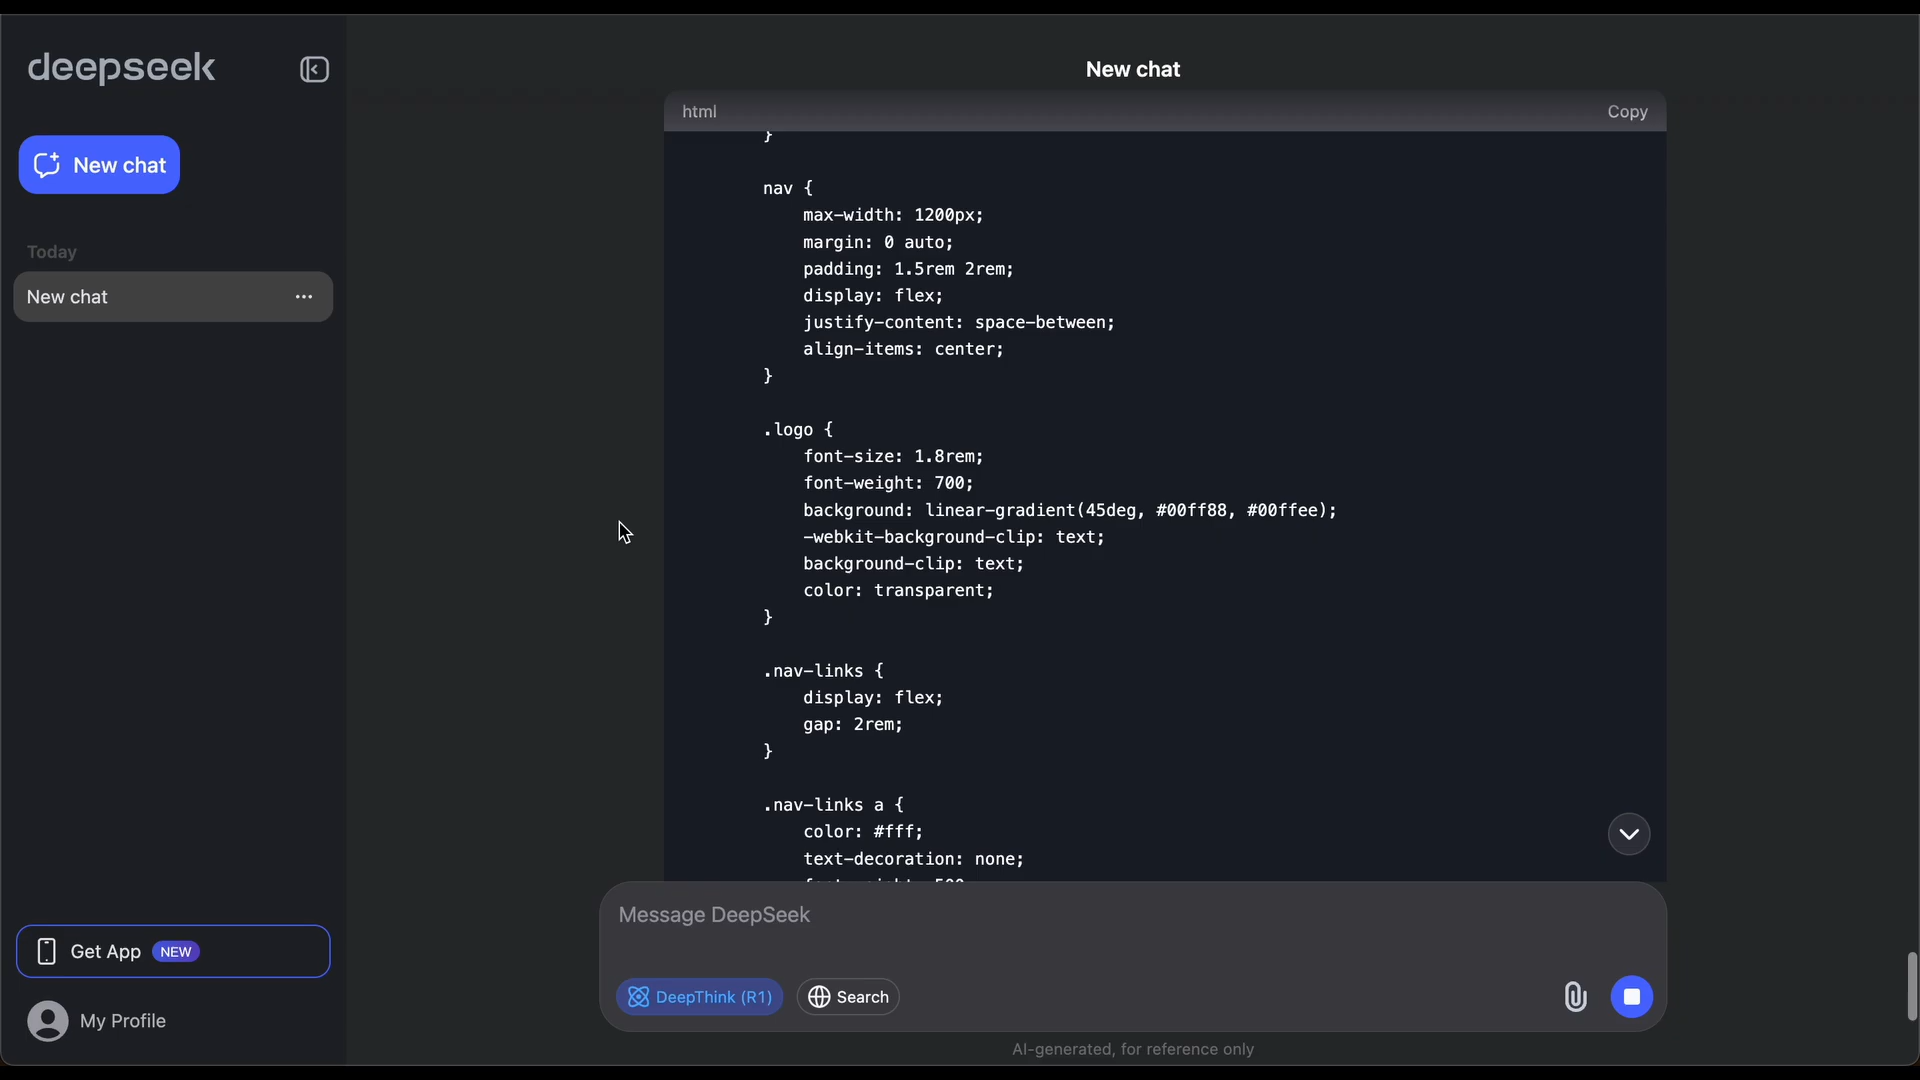 deepseek
New chat
Today
New chat
Get App NEW
My Profile
New chat
html Copy
}
nav {
max-width: 1200px;
margin: 0 auto;
padding: 1.5rem 2rem;
display: flex;
justify-content: space-between;
align-items: center;
}
.logo {
font-size: 1.8rem;
font-weight: 700;
background: linear-gradient(45deg, #00ff88, #00ffee);
-webkit-background-clip: text;
background-clip: text;
color: transparent;
}
.nav-links {
display: flex;
gap: 2rem;
}
.nav-links a {
color: #fff;
text-decoration: none;
Message DeepSeek
DeepThink (R1) Search
AI-generated, for reference only